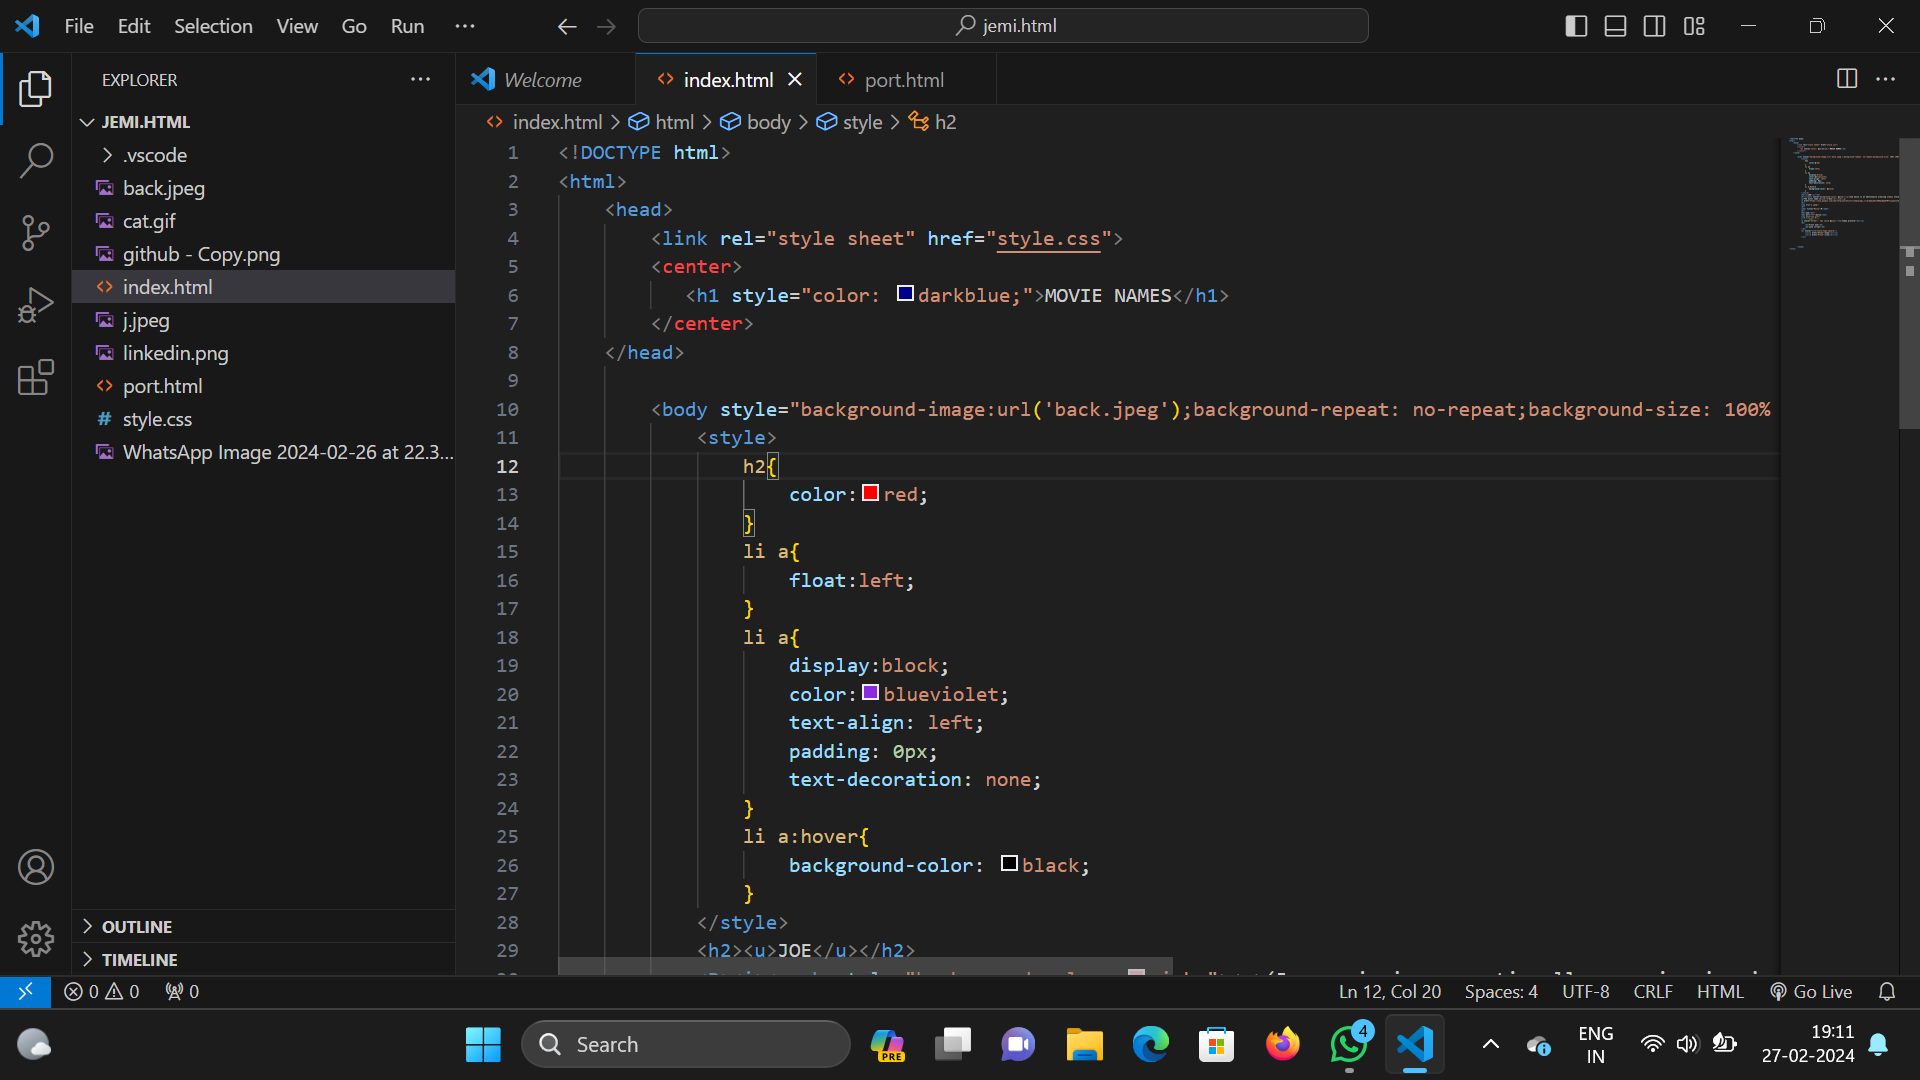 File Edit Selection View Go Run ··· jemi.html
EXPLORER ···
JEMI.HTML
.vscode
back.jpeg
cat.gif
github - Copy.png
index.html
j.jpeg
linkedin.png
port.html
style.css
WhatsApp Image 2024-02-26 at 22.3...
OUTLINE
TIMELINE
Welcome index.html port.html
index.html > html > body > style > h2
1 <!DOCTYPE html>
2 <html>
3 <head>
4 <link rel="style sheet" href="style.css">
5 <center>
6 <h1 style="color: darkblue;">MOVIE NAMES</h1>
7 </center>
8 </head>
9
10 <body style="background-image:url('back.jpeg');background-repeat: no-repeat;background-size: 100%
11 <style>
12 h2{
13 color:red;
14 }
15 li a{
16 float:left;
17 }
18 li a{
19 display:block;
20 color:blueviolet;
21 text-align: left;
22 padding: 0px;
23 text-decoration: none;
24 }
25 li a:hover{
26 background-color: black;
27 }
28 </style>
29 <h2><u>JOE</u></h2>
0 0 0 Ln 12, Col 20 Spaces: 4 UTF-8 CRLF HTML Go Live
Search PRE 4 ENG IN 19:11
27-02-2024